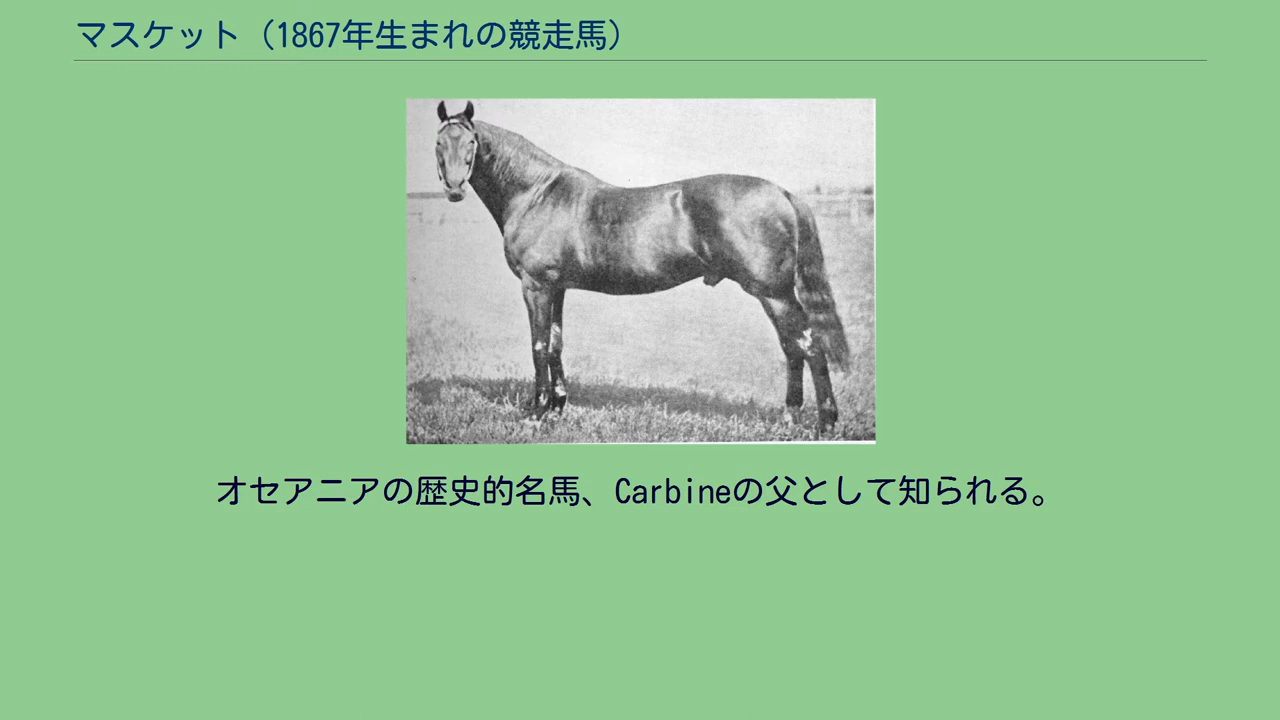 マスケット（1867年生まれの競走馬）
オセアニアの歴史的名馬、Carbineの父として知られる。